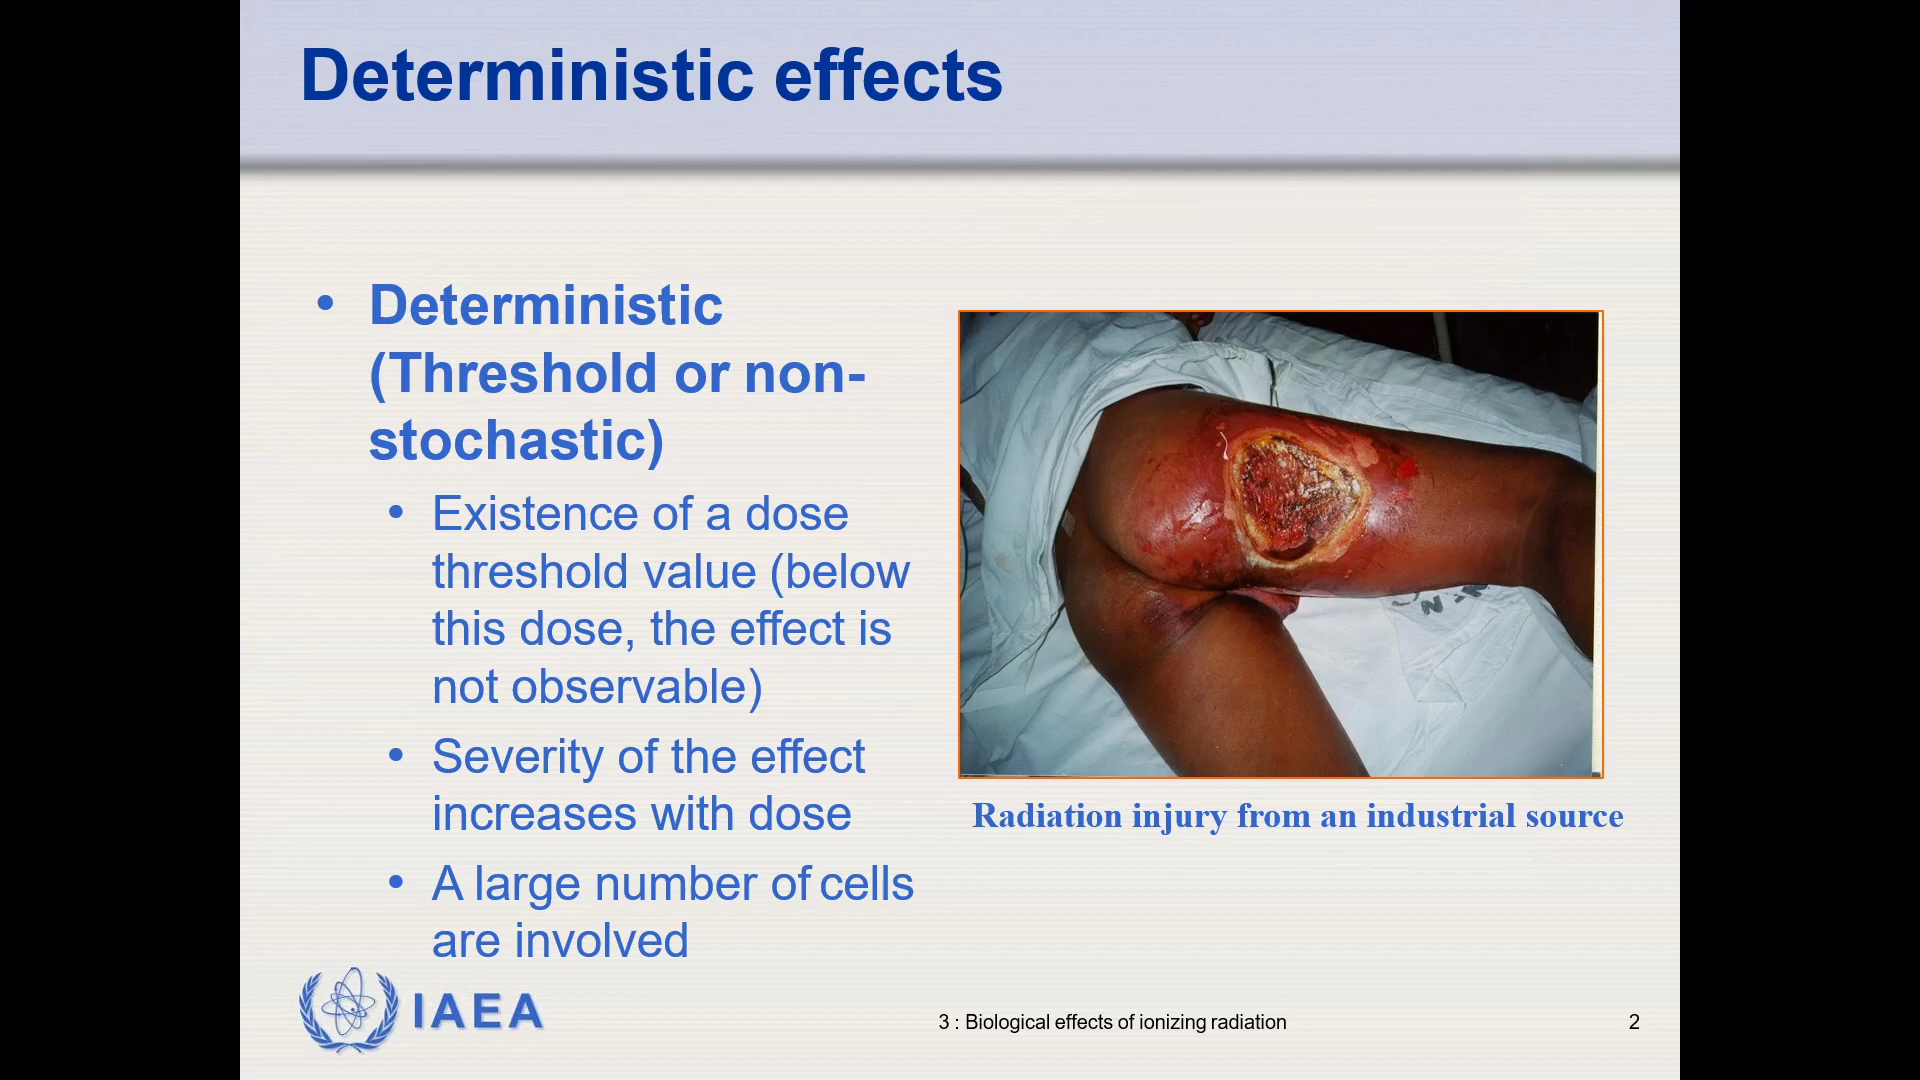 Deterministic effects
• Deterministic
(Threshold or non-
stochastic)
• Existence of a dose
threshold value (below
this dose, the effect is
not observable)
• Severity of the effect
increases with dose
• A large number of cells
are involved
Radiation injury from an industrial source
IAEA
3 : Biological effects of ionizing radiation
2